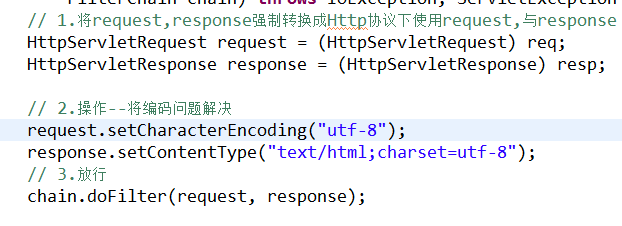 FilterChain chain) throws IOException, ServletException
// 1.将request,response强制转换成Http协议下使用request,与response
HttpServletRequest request = (HttpServletRequest) req;
HttpServletResponse response = (HttpServletResponse) resp;
// 2.操作--将编码问题解决
request.setCharacterEncoding("utf-8");
response.setContentType("text/html;charset=utf-8");
// 3.放行
chain.doFilter(request, response);